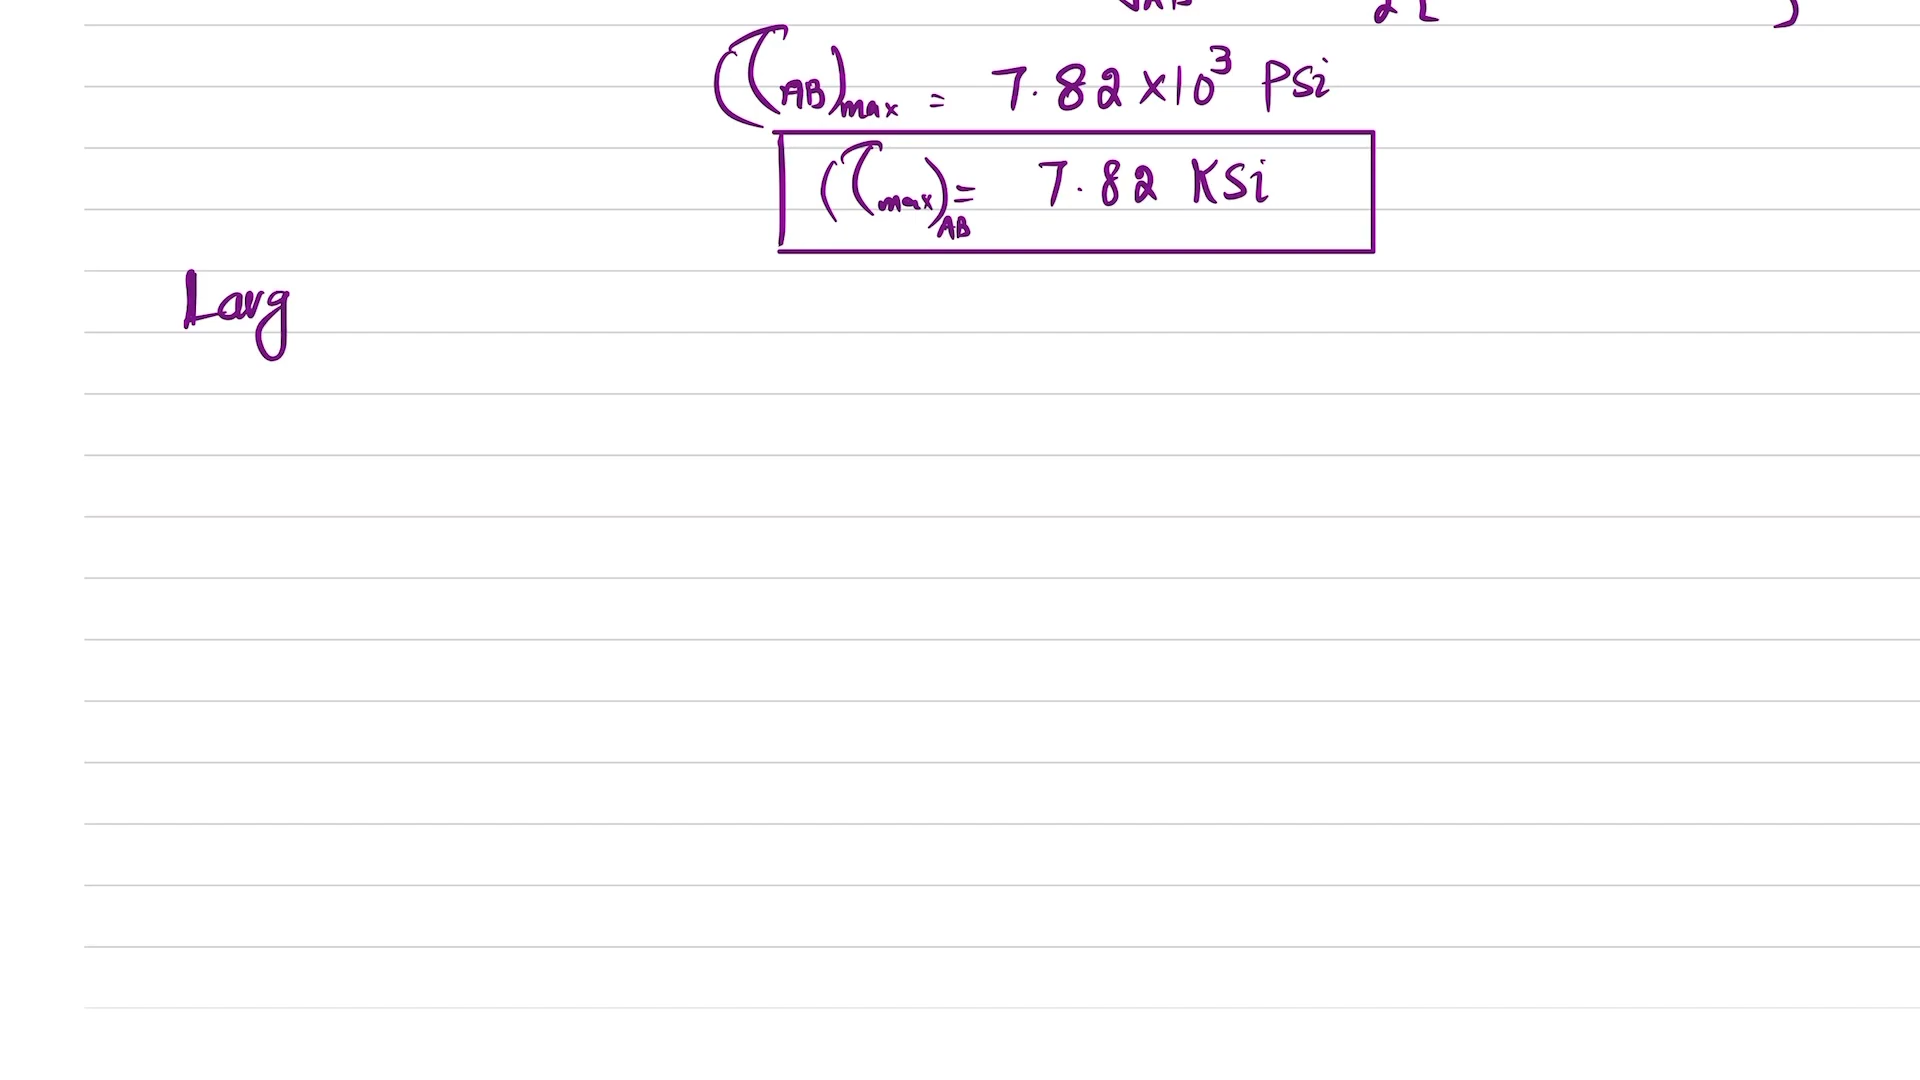 (τAB)max = 7.82 × 10³ Psi
(τmax)AB = 7.82 KSi
Larg